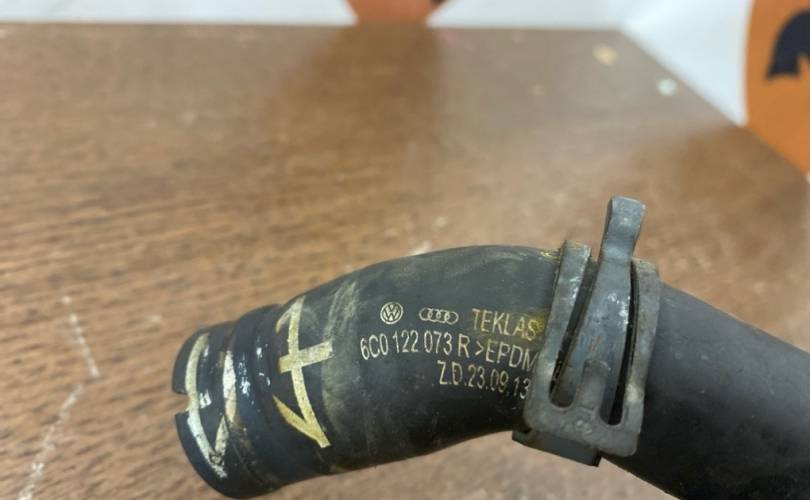 TEKLAS
6C0 122 073 R >EPDM
Z.D.23.09.13